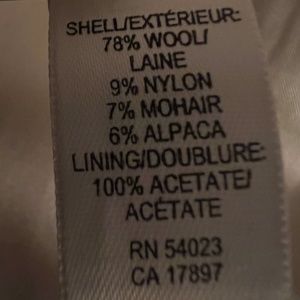 SHELL/EXTÉRIEUR:
78% WOOL/
LAINE
9% NYLON
7% MOHAIR
6% ALPACA
LINING/DOUBLURE:
100% ACETATE/
ACÉTATE
RN 54023
CA 17897